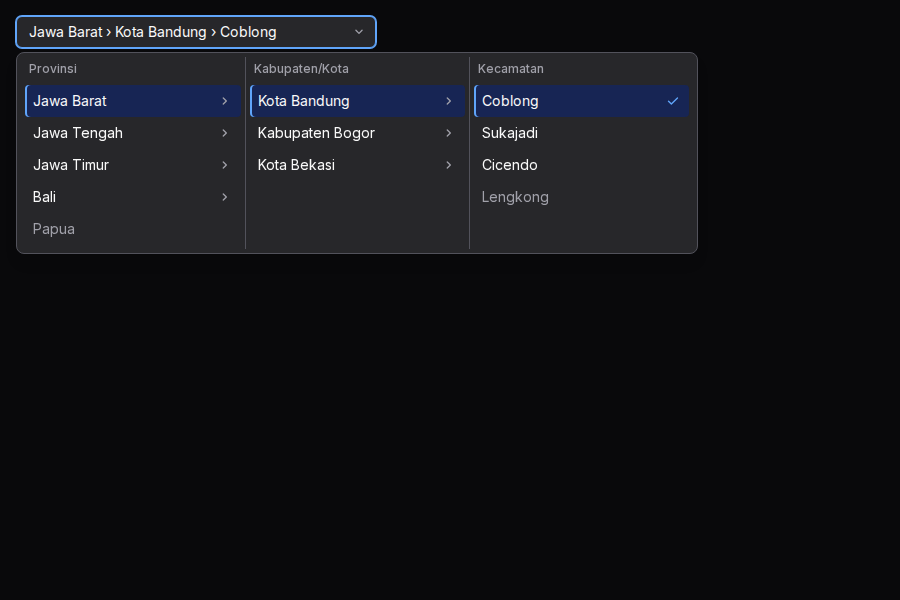 Jawa Barat › Kota Bandung › Coblong
Provinsi
Jawa Barat
Jawa Tengah
Jawa Timur
Bali
Papua
Kabupaten/Kota
Kota Bandung
Kabupaten Bogor
Kota Bekasi
Kecamatan
Coblong
Sukajadi
Cicendo
Lengkong